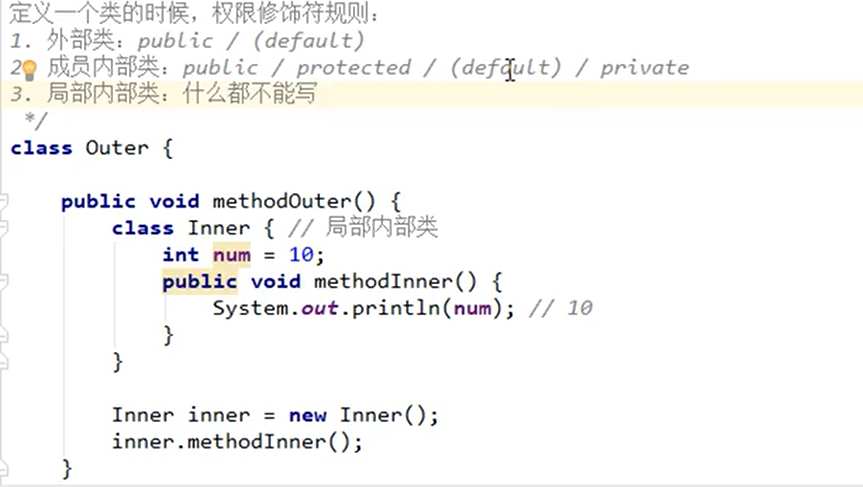 定义一个类的时候，权限修饰符规则：
1. 外部类：public / (default)
2. 成员内部类：public / protected / (default) / private
3. 局部内部类：什么都不能写
*/
class Outer {
public void methodOuter() {
class Inner { // 局部内部类
int num = 10;
public void methodInner() {
System.out.println(num); // 10
}
}
Inner inner = new Inner();
inner.methodInner();
}